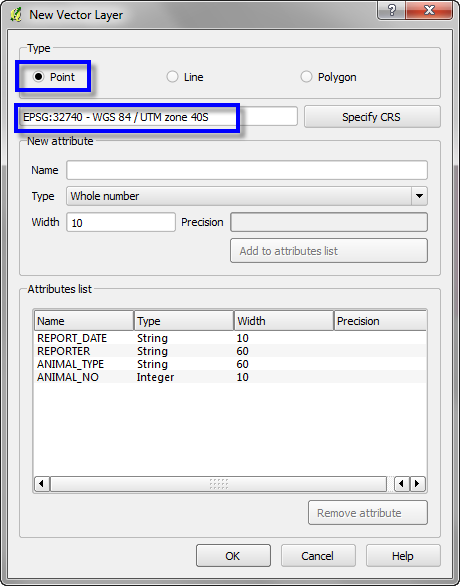 New Vector Layer
Type
Point Line Polygon
EPSG:32740 - WGS 84 / UTM zone 40S Specify CRS
New attribute
Name
Type Whole number
Width 10 Precision
Add to attributes list
Attributes list
Name Type Width Precision
REPORT_DATE String 10
REPORTER String 60
ANIMAL_TYPE String 60
ANIMAL_NO Integer 10
Remove attribute
OK Cancel Help